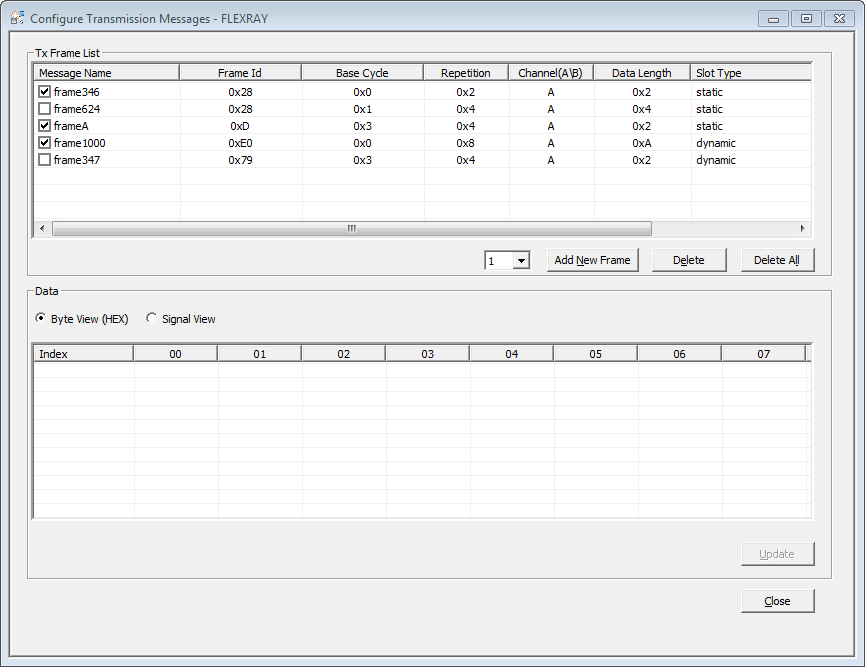 Configure Transmission Messages - FLEXRAY
Tx Frame List
Message Name Frame Id Base Cycle Repetition Channel(A\B) Data Length Slot Type
frame346 0x28 0x0 0x2 A 0x2 static
frame624 0x28 0x1 0x4 A 0x4 static
frameA 0xD 0x3 0x4 A 0x2 static
frame1000 0xE0 0x0 0x8 A 0xA dynamic
frame347 0x79 0x3 0x4 A 0x2 dynamic
1 Add New Frame Delete Delete All
Data
Byte View (HEX) Signal View
Index 00 01 02 03 04 05 06 07
Update
Close